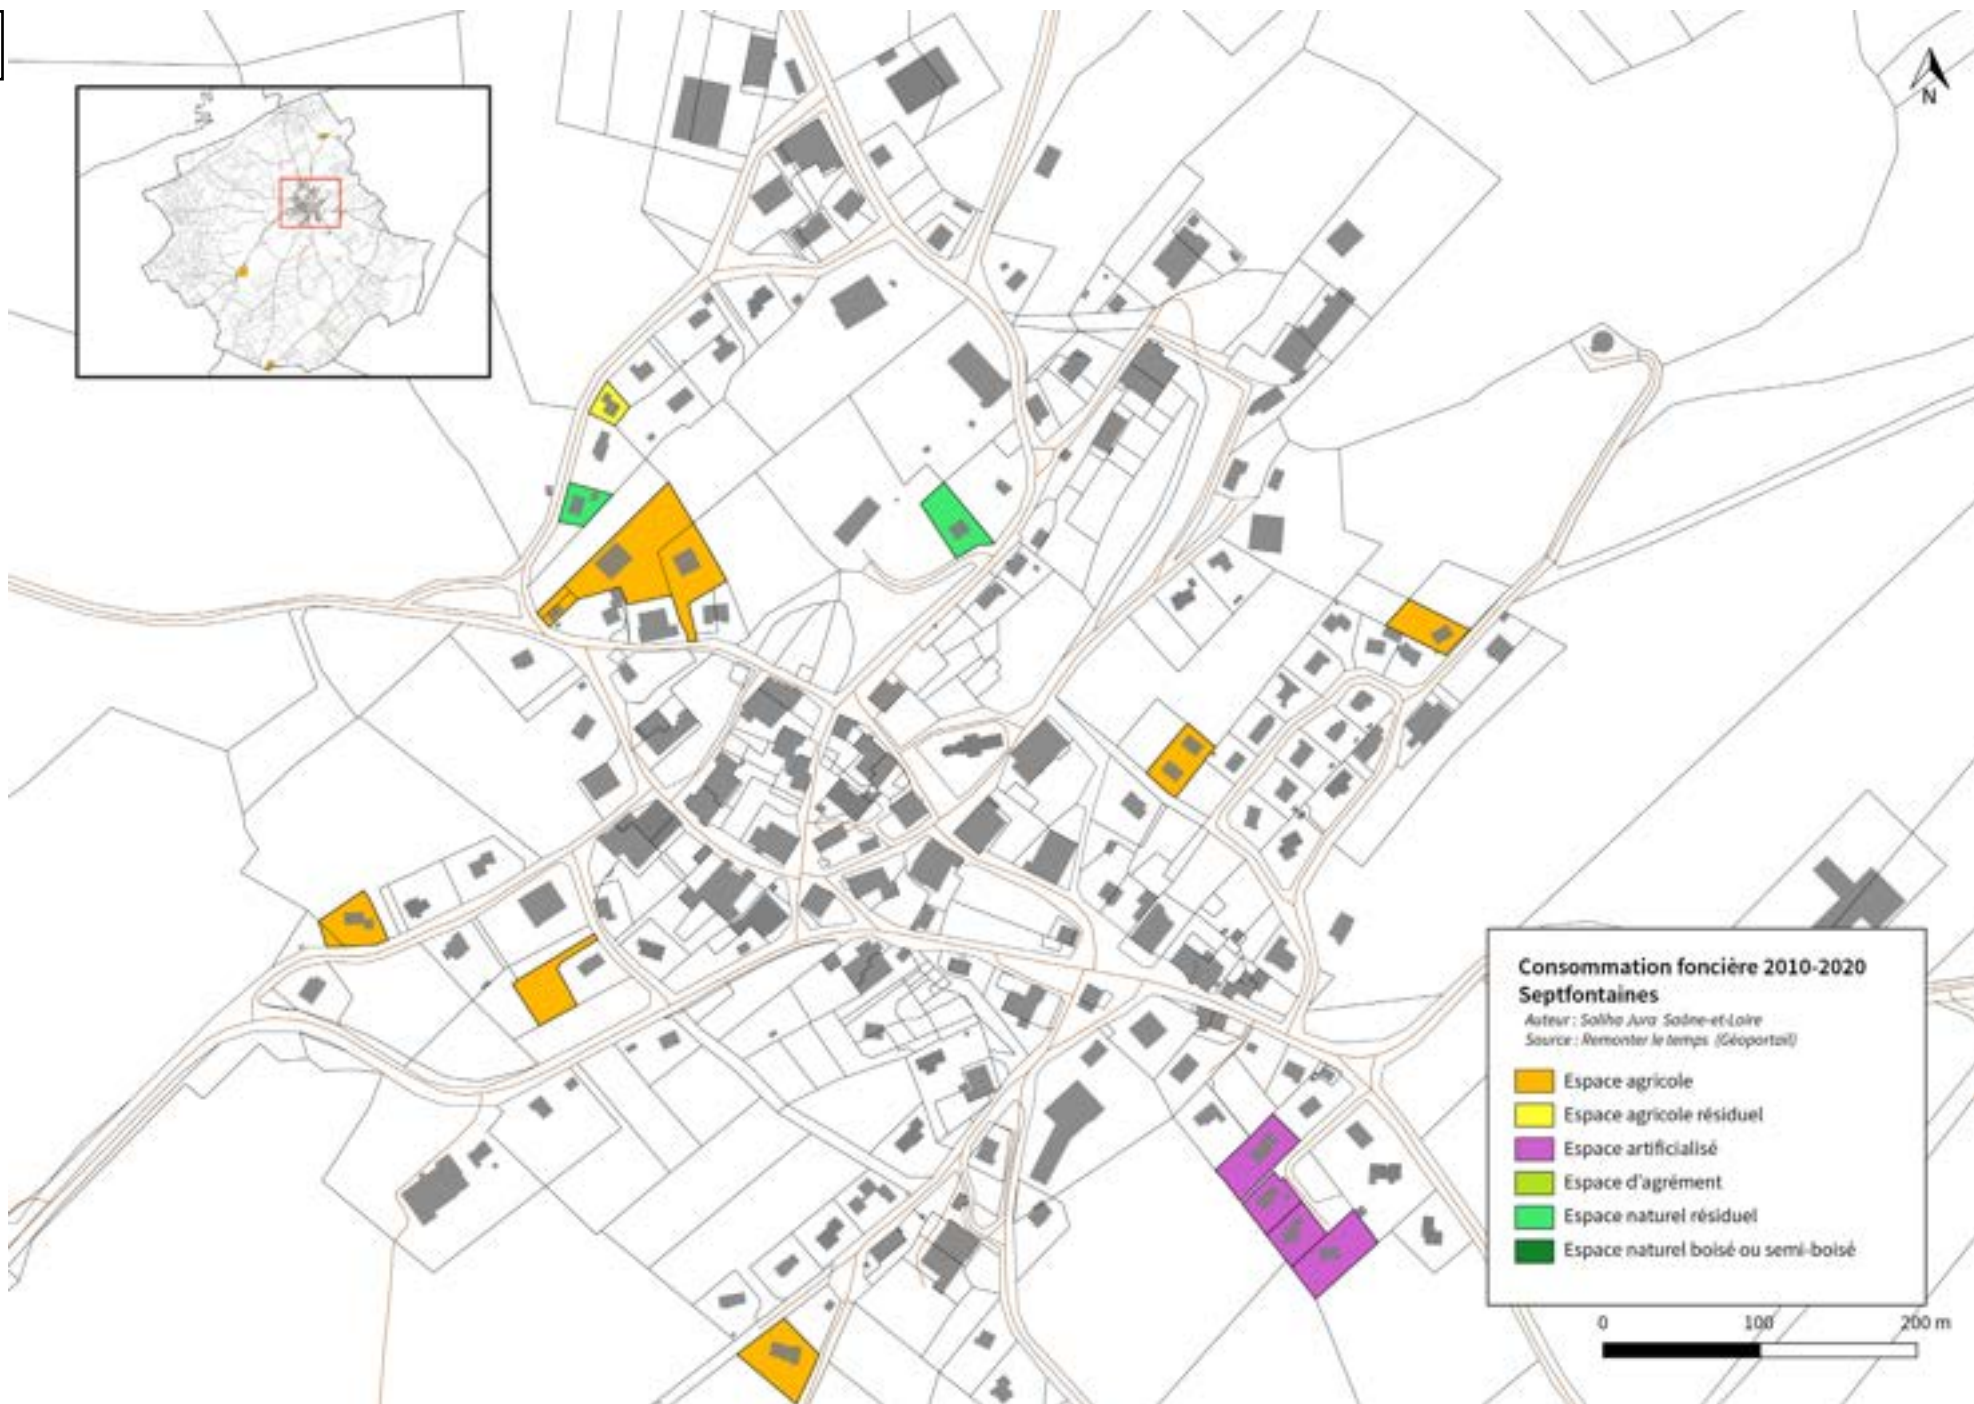 N
Consommation foncière 2010-2020
Septfontaines
Auteur : Soliha Jura Saône-et-Loire
Source : Remonter le temps (Géoportail)
Espace agricole
Espace agricole résiduel
Espace artificialisé
Espace d'agrément
Espace naturel résiduel
Espace naturel boisé ou semi-boisé
0 100 200 m